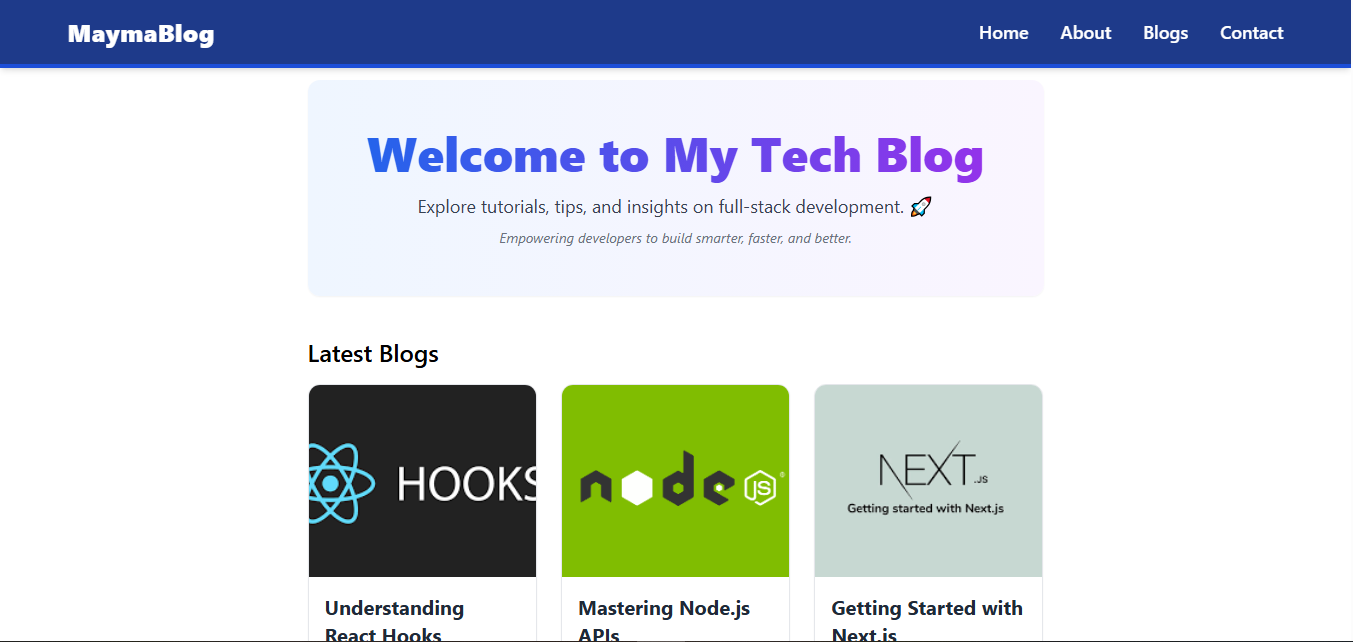 MaymaBlog
Home About Blogs Contact
Welcome to My Tech Blog
Explore tutorials, tips, and insights on full-stack development. 🚀
Empowering developers to build smarter, faster, and better.
Latest Blogs
HOOKS
node JS ®
NEXT.JS
Getting started with Next.js
Understanding
React Hooks
Mastering Node.js
APIs
Getting Started with
Next.js